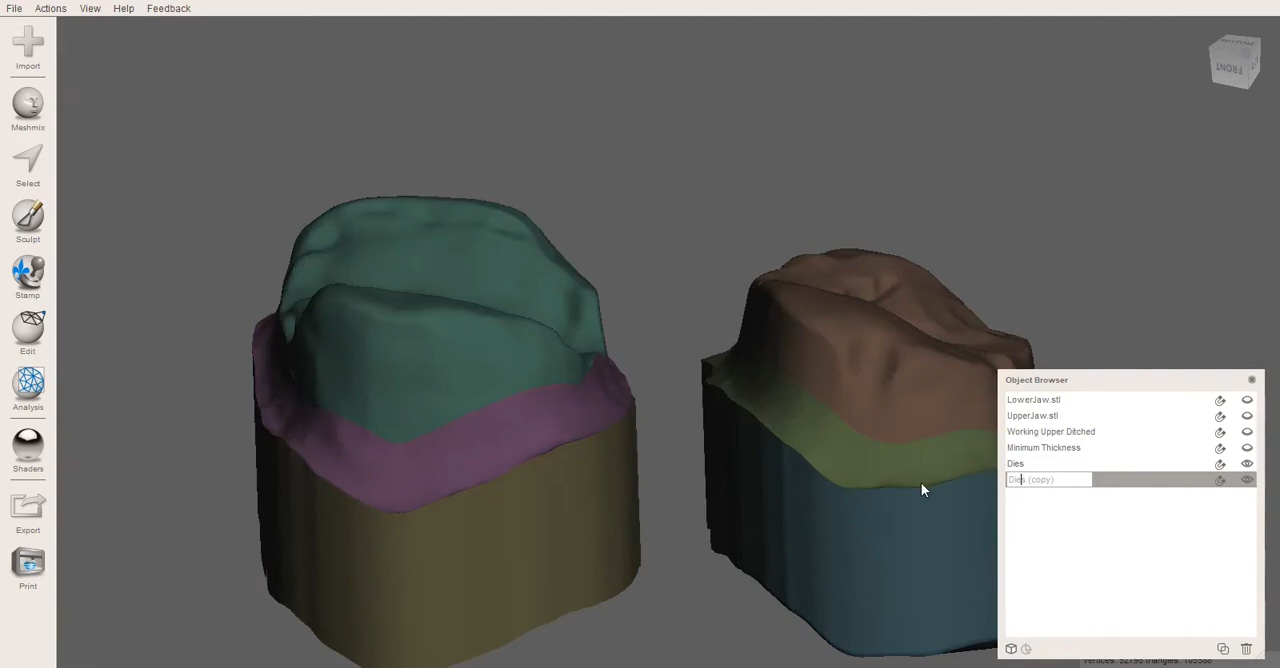 File Actions View Help Feedback
Import
Meshmix
Select
Sculpt
Stamp
Edit
Analysis
Shaders
Export
Print
FRONT
Object Browser
LowerJaw.stl
UpperJaw.stl
Working Upper Ditched
Minimum Thickness
Dies
Dies (copy)